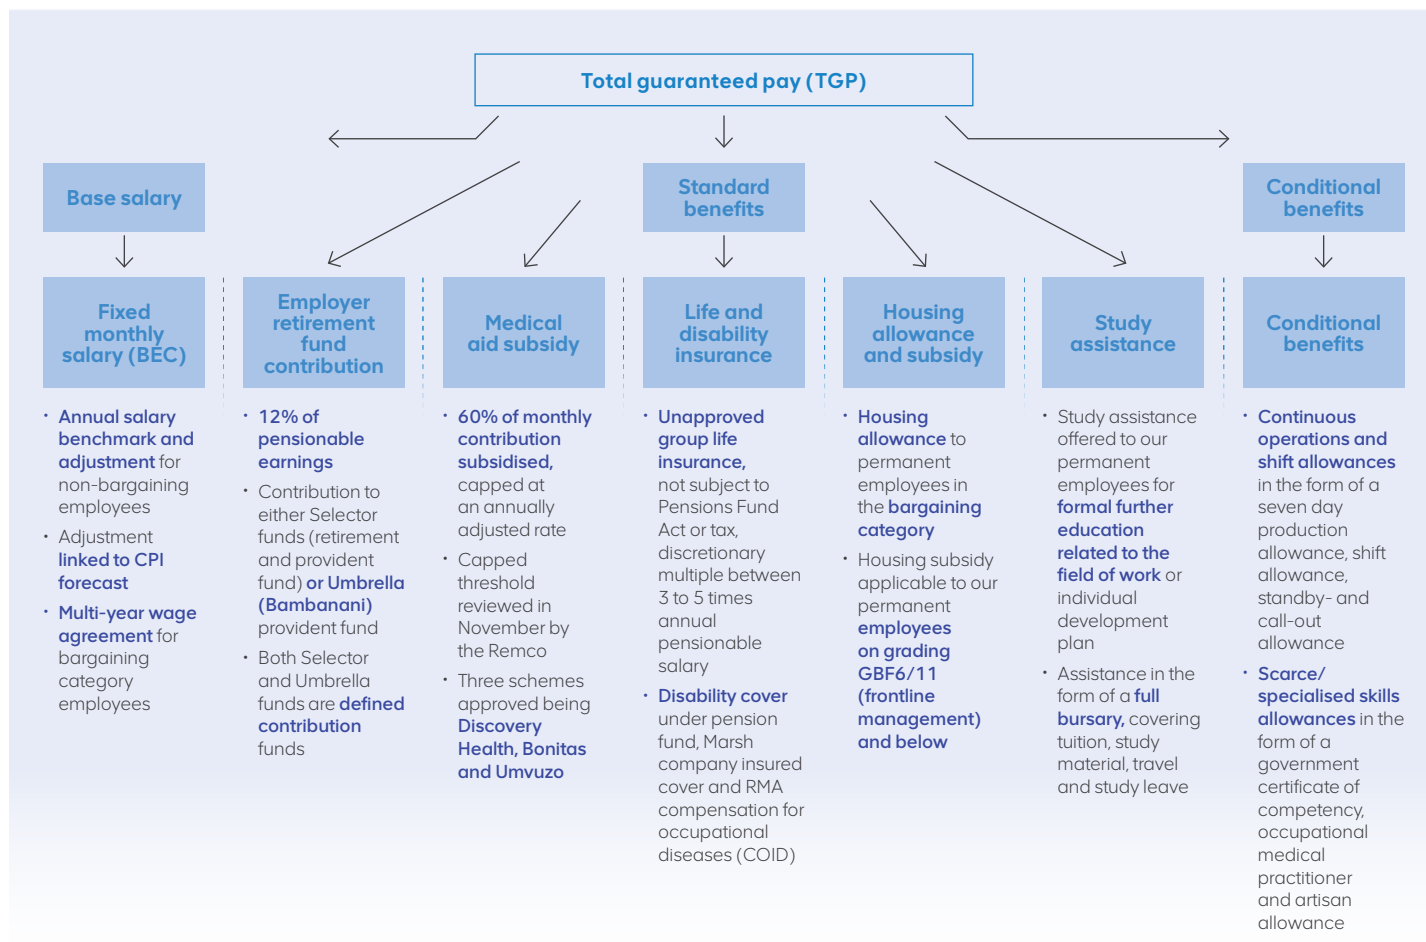 Total guaranteed pay (TGP)
Base salary
Standard
benefits
Conditional
benefits
Fixed
monthly
salary (BEC)
Employer
retirement
fund
contribution
Medical
aid subsidy
Life and
disability
insurance
Housing
allowance
and subsidy
Study
assistance
Conditional
benefits
• Annual salary
benchmark and
adjustment for
non-bargaining
employees
• Adjustment
linked to CPI
forecast
• Multi-year wage
agreement for
bargaining
category
employees
• 12% of
pensionable
earnings
• Contribution to
either Selector
funds (retirement
and provident
fund) or Umbrella
(Bambanani)
provident fund
• Both Selector
and Umbrella
funds are defined
contribution
funds
• 60% of monthly
contribution
subsidised,
capped at
an annually
adjusted rate
• Capped
threshold
reviewed in
November by
the Remco
• Three schemes
approved being
Discovery
Health, Bonitas
and Umvuzo
• Unapproved
group life
insurance,
not subject to
Pensions Fund
Act or tax,
discretionary
multiple between
3 to 5 times
annual
pensionable
salary
• Disability cover
under pension
fund, Marsh
company insured
cover and RMA
compensation for
occupational
diseases (COID)
• Housing
allowance to
permanent
employees in
the bargaining
category
• Housing subsidy
applicable to our
permanent
employees
on grading
GBF6/11
(frontline
management)
and below
• Study assistance
offered to our
permanent
employees for
formal further
education
related to the
field of work or
individual
development
plan
• Assistance in the
form of a full
bursary, covering
tuition, study
material, travel
and study leave
• Continuous
operations and
shift allowances
in the form of a
seven day
production
allowance, shift
allowance,
standby- and
call-out
allowance
• Scarce/
specialised skills
allowances in the
form of a
government
certificate of
competency,
occupational
medical
practitioner
and artisan
allowance